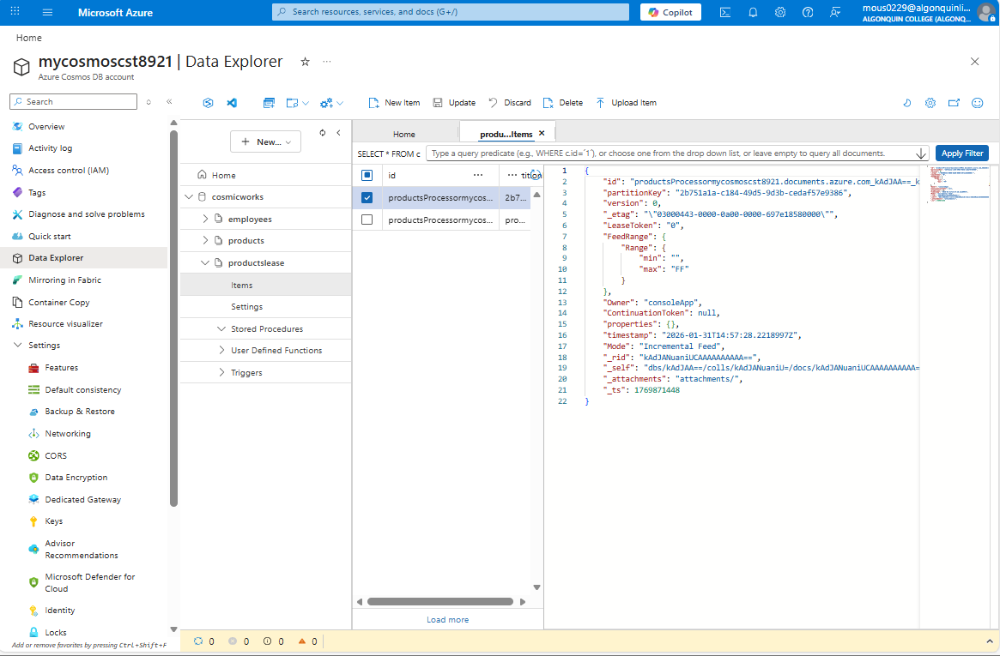 Microsoft Azure
Search resources, services, and docs (G+/)
Copilot
mous0229@algonquinli...
ALGONQUIN COLLEGE (ALGONQ...
Home
mycosmoscst8921 | Data Explorer
Azure Cosmos DB account
Search
Overview
Activity log
Access control (IAM)
Tags
Diagnose and solve problems
Quick start
Data Explorer
Mirroring in Fabric
Container Copy
Resource visualizer
Settings
Features
Default consistency
Backup & Restore
Networking
CORS
Data Encryption
Dedicated Gateway
Keys
Advisor
Recommendations
Microsoft Defender for
Cloud
Identity
Locks
Add or remove favorites by pressing Ctrl+Shift+F
New Item
Update
Discard
Delete
Upload Item
New...
Home
cosmicworks
employees
products
productslease
Items
Settings
Stored Procedures
User Defined Functions
Triggers
Home
produ...Items
SELECT * FROM c
Type a query predicate (e.g., WHERE c.id=´1´), or choose one from the drop down list, or leave empty to query all documents.
Apply Filter
id ... ... tition
productsProcessormycos... 2b7...
productsProcessormycos... pro...
Load more
1 {
2 "id": "productsProcessormycosmoscst8921.documents.azure.com_kAdJAA==_k
3 "partitionKey": "2b751a1a-c184-49d5-9d3b-cedaf57e9386",
4 "version": 0,
5 "_etag": "\"03000443-0000-0a00-0000-697e18580000\"",
6 "LeaseToken": "0",
7 "FeedRange": {
8 "Range": {
9 "min": "",
10 "max": "FF"
11 }
12 },
13 "Owner": "consoleApp",
14 "ContinuationToken": null,
15 "properties": {},
16 "timestamp": "2026-01-31T14:57:28.2218997Z",
17 "Mode": "Incremental Feed",
18 "_rid": "kAdJANuaniUCAAAAAAAAAA==",
19 "_self": "dbs/kAdJAA==/colls/kAdJANuaniU=/docs/kAdJANuaniUCAAAAAAAAAA=
20 "_attachments": "attachments/",
21 "_ts": 1769871448
22 }
0 0 0 0